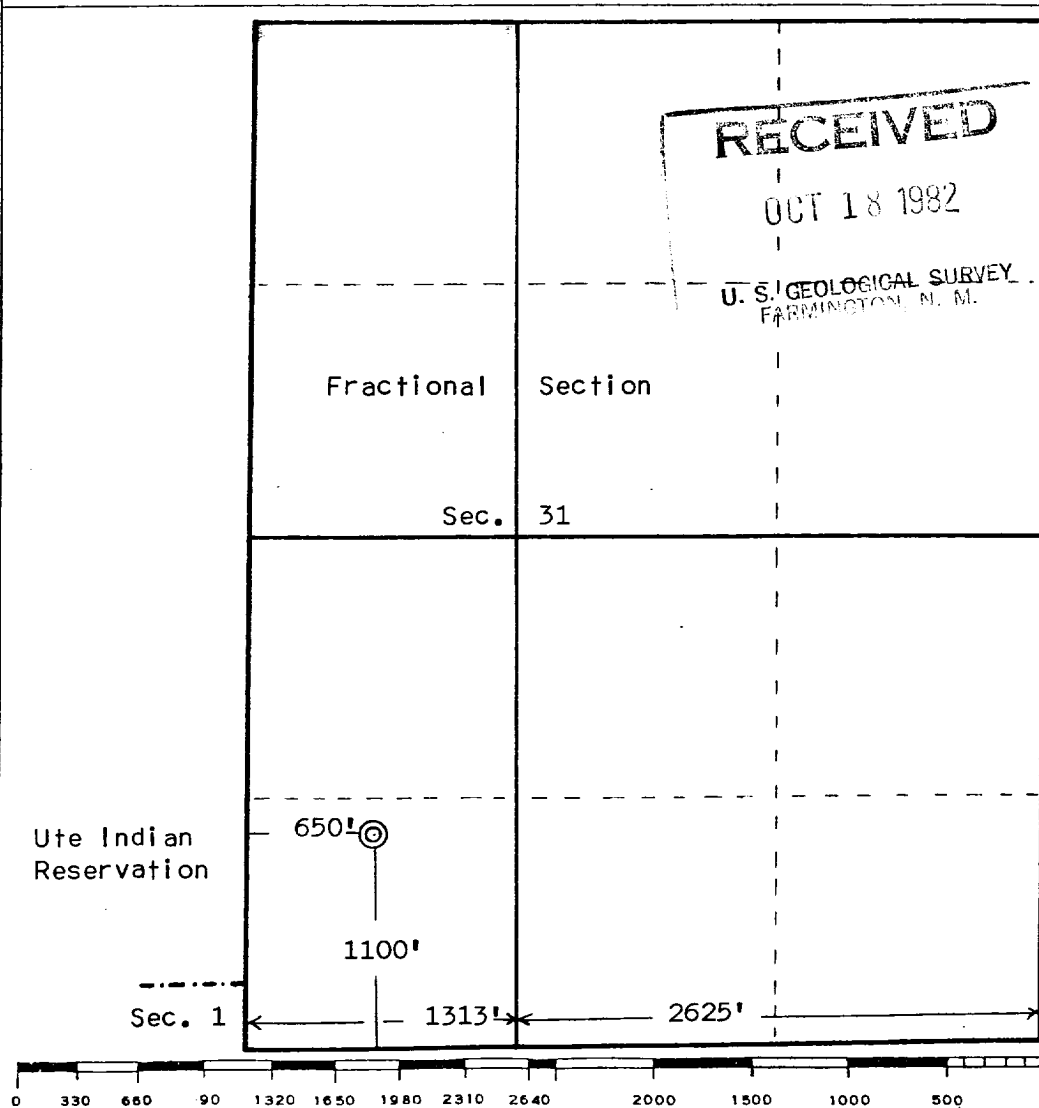 RECEIVED
OCT 18 1982
U. S. GEOLOGICAL SURVEY
FARMINGTON, N. M.
Fractional Section
Sec. 31
Ute Indian
Reservation
650'
1100'
Sec. 1
1313'
2625'
0 330 660 90 1320 1650 1980 2310 2640 2000 1500 1000 500